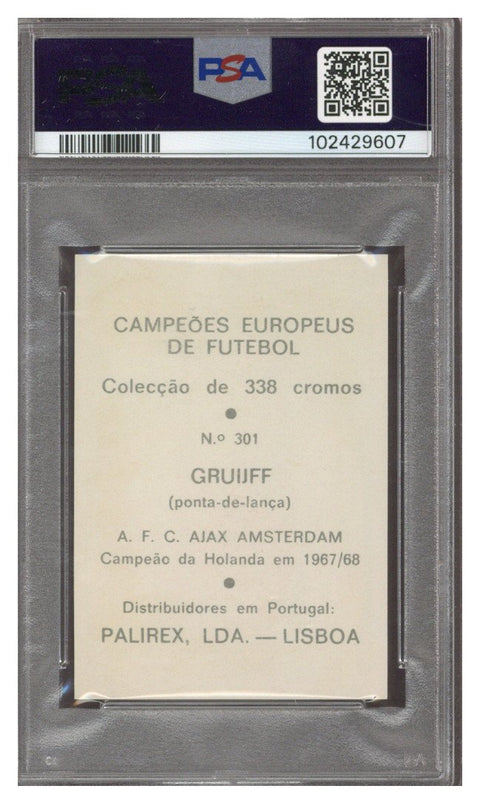 PSA
102429607
CAMPEÕES EUROPEUS
DE FUTEBOL
Colecção de 338 cromos
N.º 301
GRUIJFF
(ponta-de-lança)
A. F. C. AJAX AMSTERDAM
Campeão da Holanda em 1967/68
Distribuidores em Portugal:
PALIREX, LDA. — LISBOA